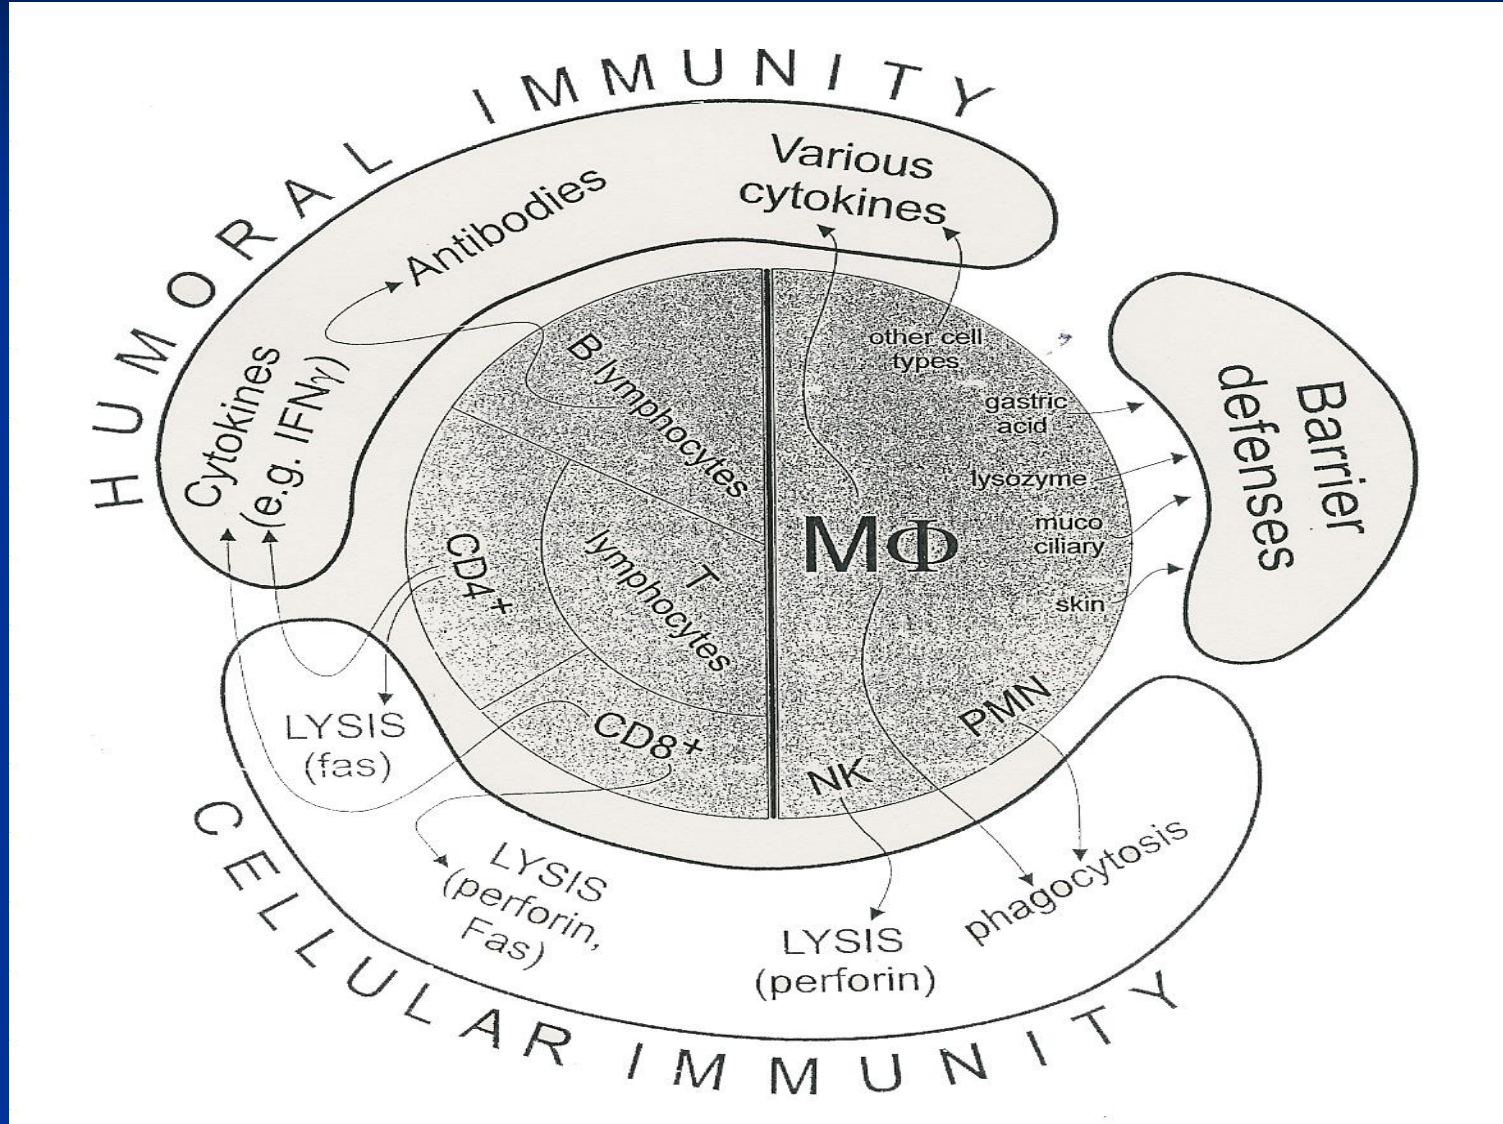 HUMORAL IMMUNITY
Various
cytokines
Antibodies
Cytokines
(e.g. IFNγ)
B lymphocytes
T
lymphocytes
CD4+
CD8+
other cell
types
gastric
acid
lysozyme
muco
ciliary
skin
MΦ
PMN
NK
Barrier
defenses
LYSIS
(fas)
LYSIS
(perforin,
Fas)
LYSIS
(perforin)
phagocytosis
CELLULAR IMMUNITY